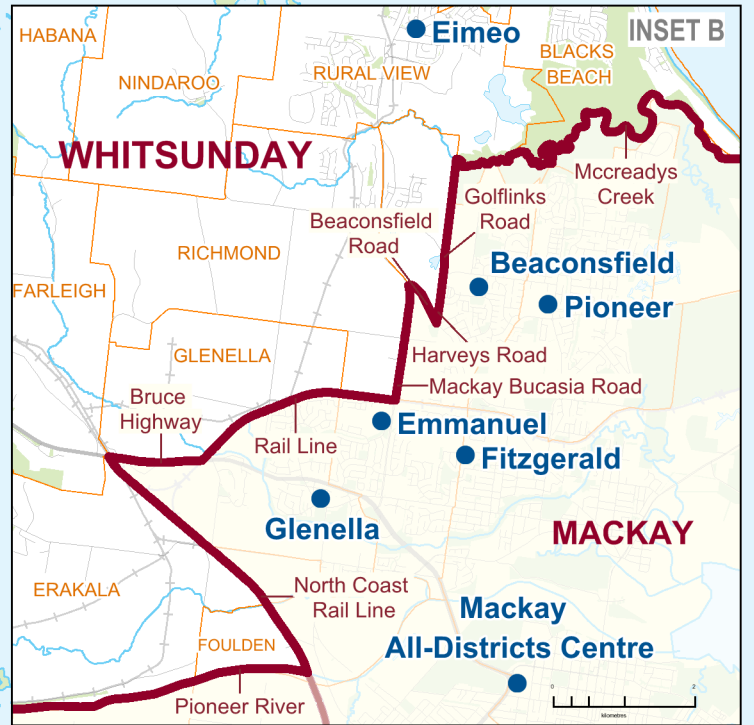 INSET B
HABANA
Eimeo
BLACKS
BEACH
NINDAROO
RURAL VIEW
WHITSUNDAY
Mccreadys
Creek
Golflinks
Road
Beaconsfield
Road
RICHMOND
Beaconsfield
Pioneer
FARLEIGH
Harveys Road
GLENELLA
Mackay Bucasia Road
Bruce
Highway
Rail Line
Emmanuel
Fitzgerald
Glenella
MACKAY
North Coast
Rail Line
ERAKALA
Mackay
All-Districts Centre
FOULDEN
Pioneer River
0 2
kilometres